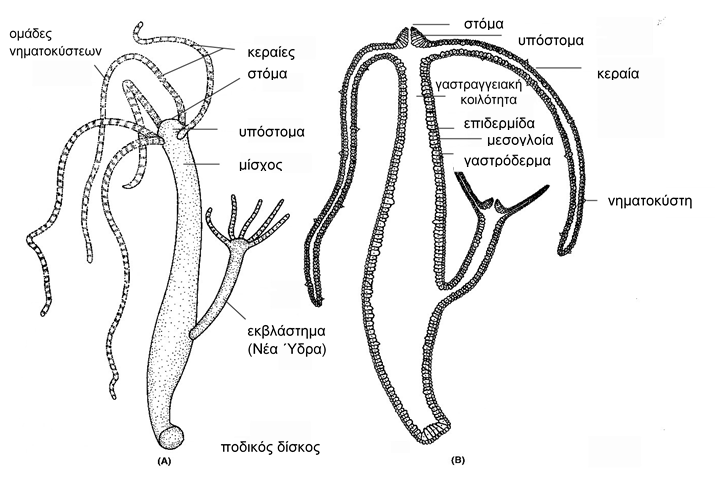 ομάδες
νηματοκύστεων
κεραίες
στόμα
υπόστομα
μίσχος
εκβλάστημα
(Νέα Ύδρα)
ποδικός δίσκος
(A)
στόμα
υπόστομα
κεραία
γαστραγγειακή
κοιλότητα
επιδερμίδα
μεσογλοία
γαστρόδερμα
νηματοκύστη
(B)